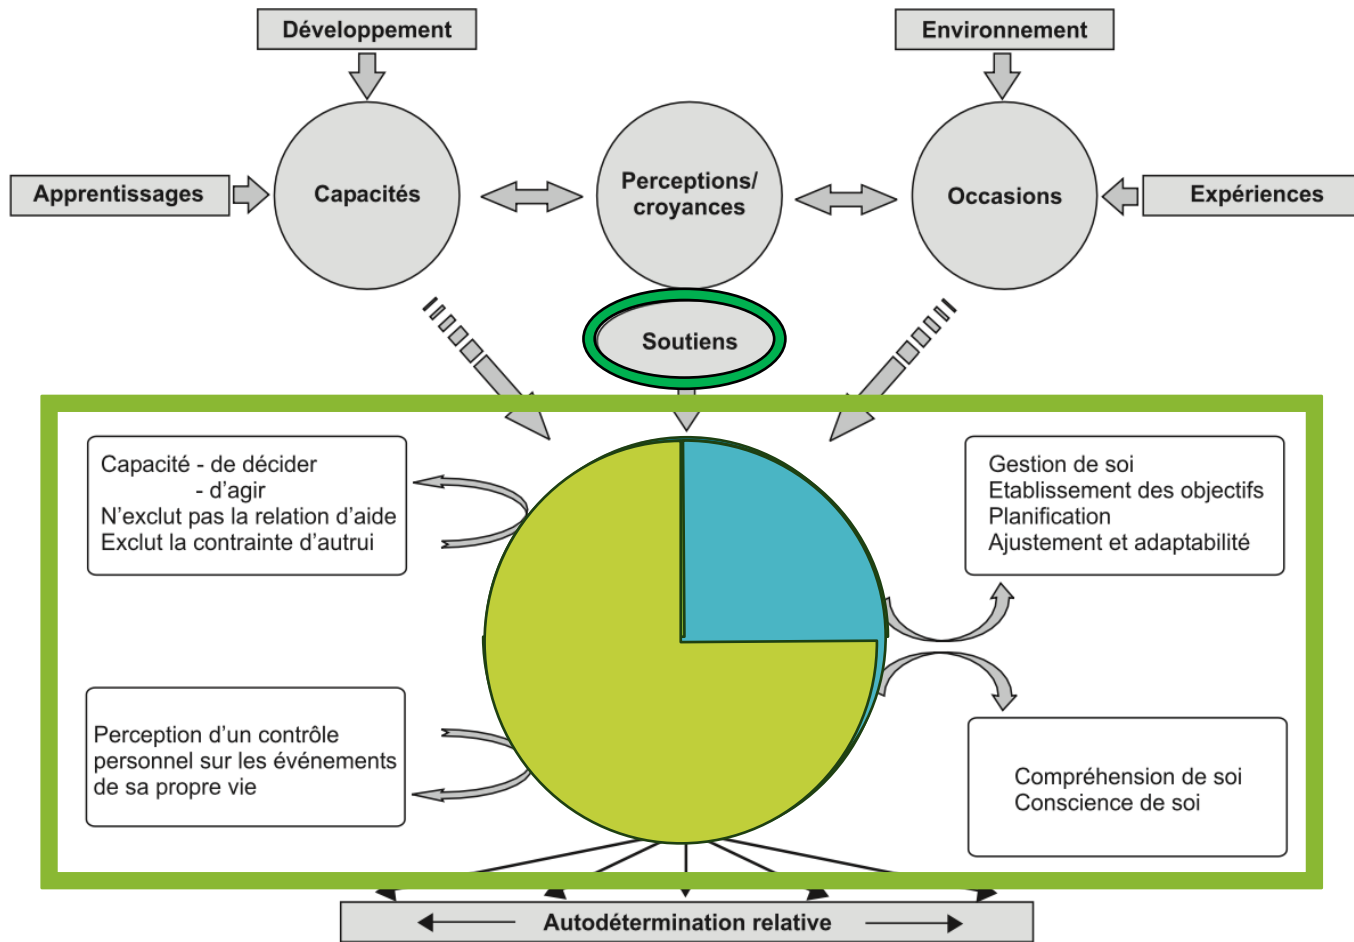 Développement
Environnement
Apprentissages
Capacités
Perceptions/
croyances
Occasions
Expériences
Soutiens
Capacité - de décider
- d'agir
N'exclut pas la relation d'aide
Exclut la contrainte d'autrui
Gestion de soi
Etablissement des objectifs
Planification
Ajustement et adaptabilité
Perception d'un contrôle
personnel sur les événements
de sa propre vie
Compréhension de soi
Conscience de soi
Autodétermination relative